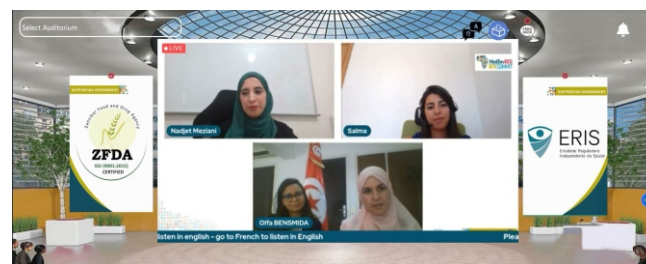 Select Auditorium
LIVE
Nadjet Meziani
Salma
Olfa BENSMIDA
listen in english - go to French to listen in English
Plea
SUPPORTING GOVERNMENT
Zanzibar Food and Drug Agency
ZFDA
ISO (9001:2015)
CERTIFIED
SUPPORTING GOVERNMENT
ERIS
Entidade Reguladora
Independente da Saúde